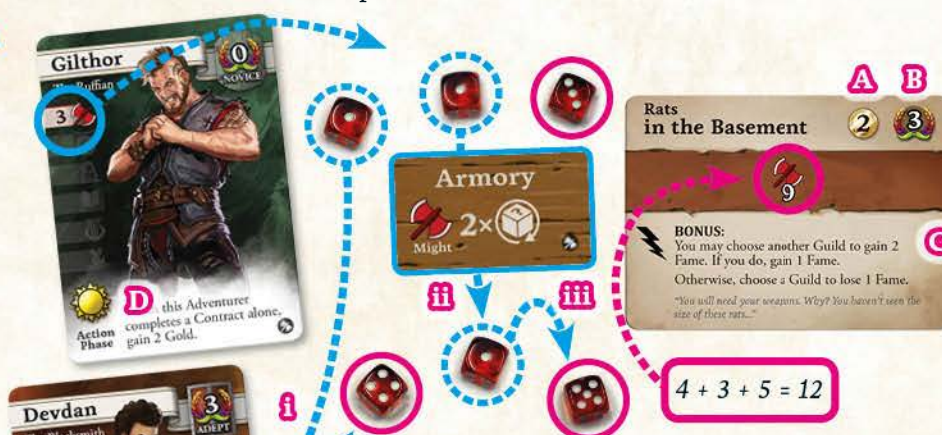 Gilthor
The Ruffian
3
0
NOVICE
D
this Adventurer
completes a Contract alone,
gain 2 Gold.
Action
Phase
Armory
Might
2×
ii
iii
i
Rats
in the Basement
A
B
2
3
9
BONUS:
You may choose another Guild to gain 2
Fame. If you do, gain 1 Fame.
Otherwise, choose a Guild to lose 1 Fame.
"You will need your weapons. Why? You haven't seen the
size of these rats..."
C
4 + 3 + 5 = 12
Devdan
3
ADEPT